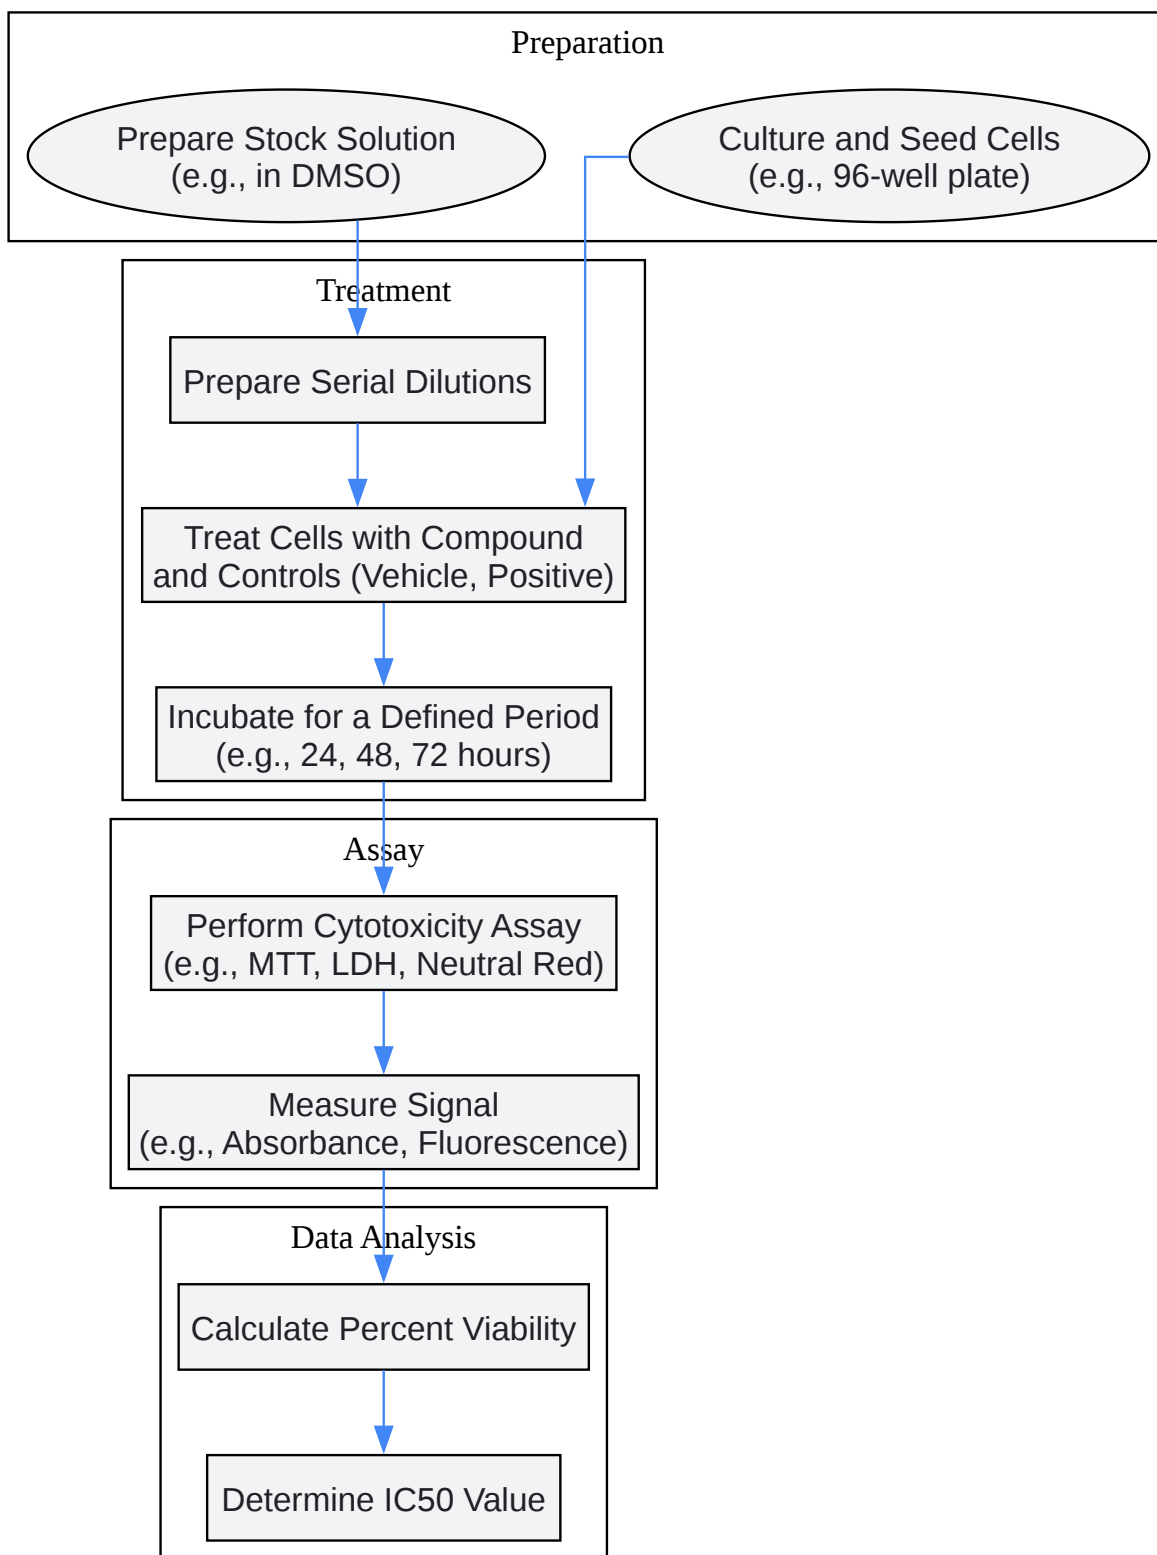 Preparation
Prepare Stock Solution
(e.g., in DMSO)
Culture and Seed Cells
(e.g., 96-well plate)
Treatment
Prepare Serial Dilutions
Treat Cells with Compound
and Controls (Vehicle, Positive)
Incubate for a Defined Period
(e.g., 24, 48, 72 hours)
Assay
Perform Cytotoxicity Assay
(e.g., MTT, LDH, Neutral Red)
Measure Signal
(e.g., Absorbance, Fluorescence)
Data Analysis
Calculate Percent Viability
Determine IC50 Value